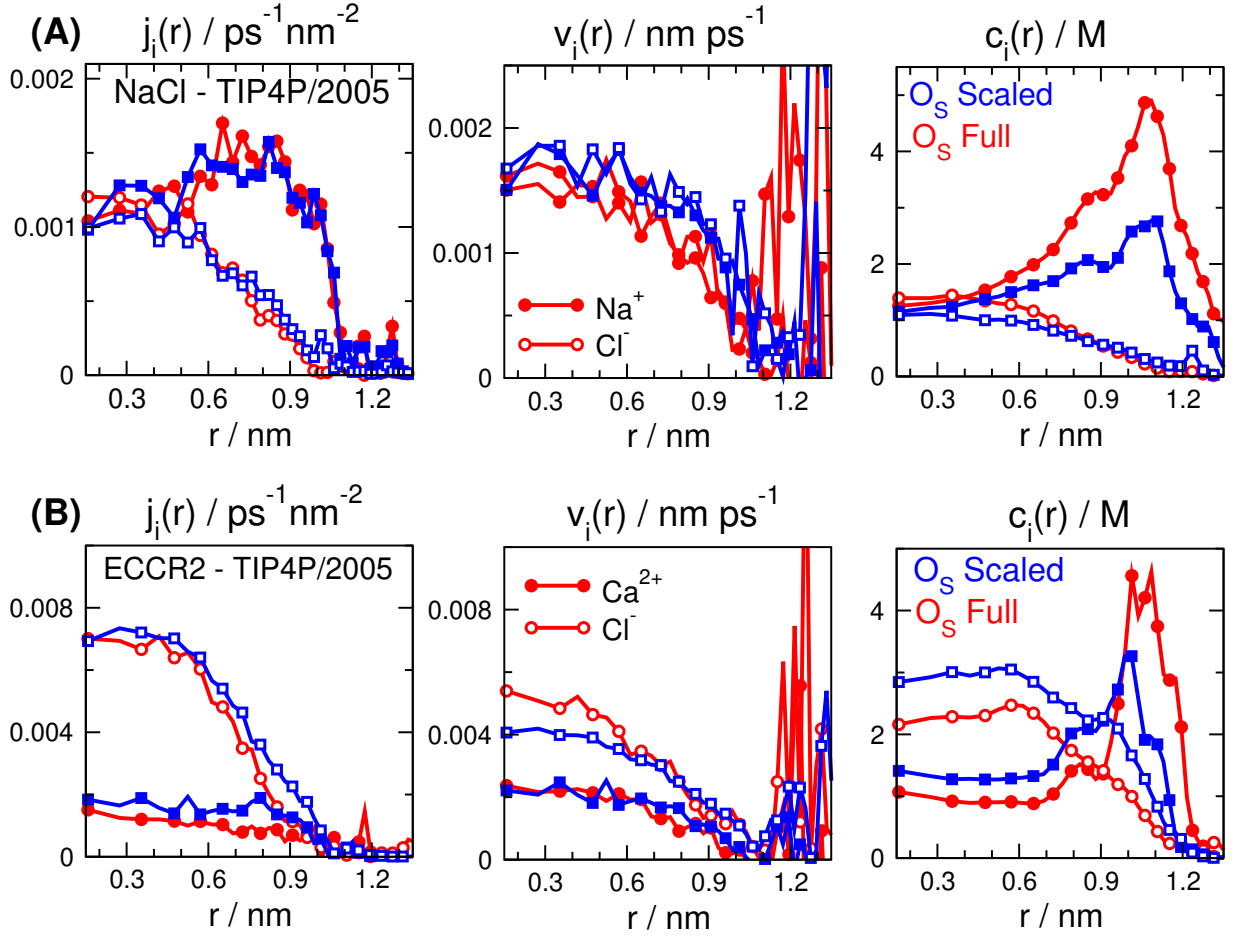 (A)
j_i(r) / ps^-1 nm^-2
v_i(r) / nm ps^-1
c_i(r) / M
NaCl - TIP4P/2005
O_S Scaled
O_S Full
Na^+
Cl^-
0.002
0.001
0
0.002
0.001
0
4
2
0
0.3 0.6 0.9 1.2
0.3 0.6 0.9 1.2
0.3 0.6 0.9 1.2
r / nm
r / nm
r / nm
(B)
j_i(r) / ps^-1 nm^-2
v_i(r) / nm ps^-1
c_i(r) / M
ECCR2 - TIP4P/2005
Ca^2+
Cl^-
O_S Scaled
O_S Full
0.008
0.004
0
0.008
0.004
0
4
2
0
0.3 0.6 0.9 1.2
0.3 0.6 0.9 1.2
0.3 0.6 0.9 1.2
r / nm
r / nm
r / nm